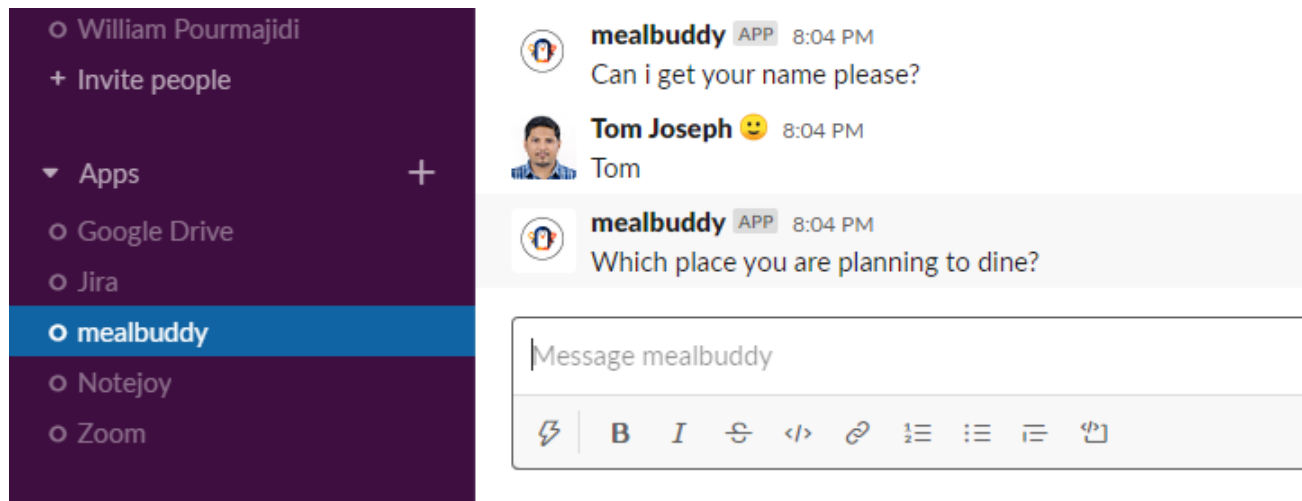 William Pourmajidi
+ Invite people
Apps +
Google Drive
Jira
mealbuddy
Notejoy
Zoom
mealbuddy APP 8:04 PM
Can i get your name please?
Tom Joseph 🙂 8:04 PM
Tom
mealbuddy APP 8:04 PM
Which place you are planning to dine?
Message mealbuddy
B I S </>